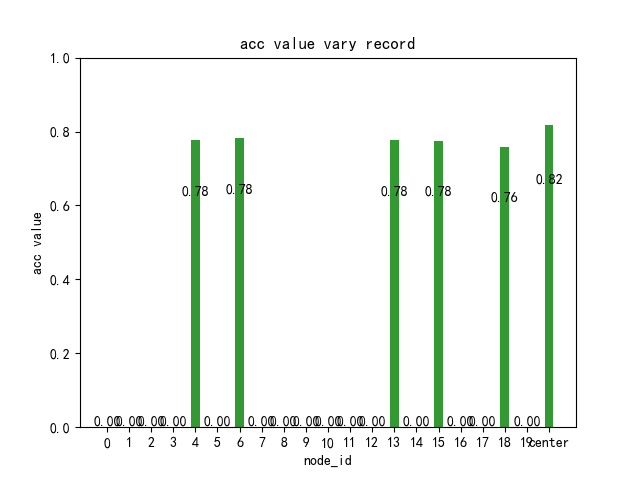 acc value vary record
1.0
0.8
0.6
0.4
0.2
0.0
acc value
0.82
0.78 0.78 0.78 0.78
0.76
0.00 0.00 0.00 0.00 0.00 0.00 0.00 0.00 0.00 0.00 0.00 0.00 0.00 0.00 0.00
0 1 2 3 4 5 6 7 8 9 10 11 12 13 14 15 16 17 18 19 center
node_id